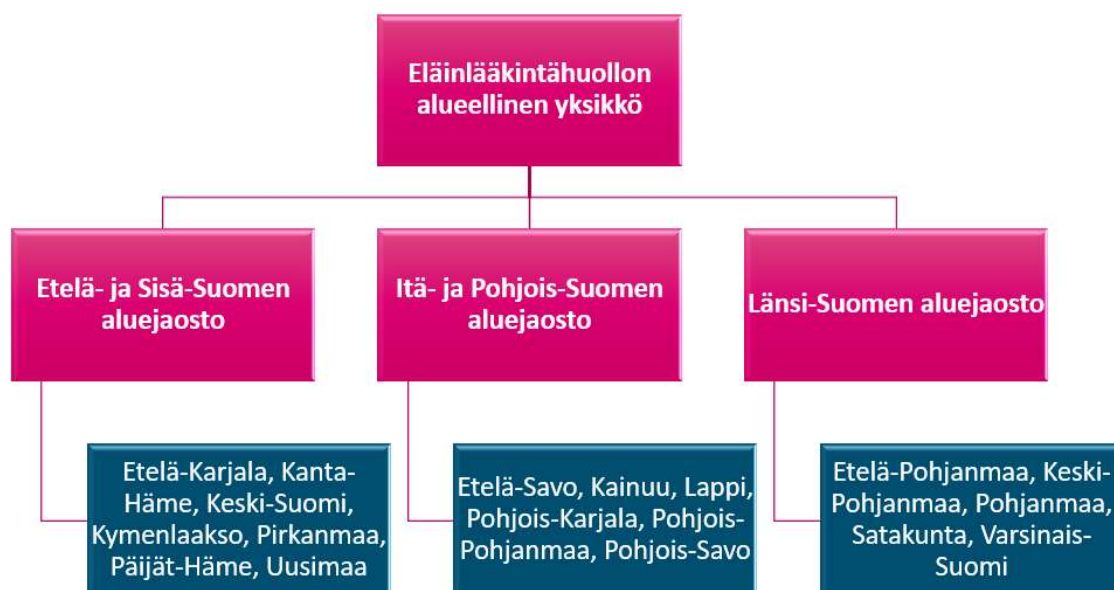 Eläinlääkintähuollon
alueellinen yksikkö
Etelä- ja Sisä-Suomen
aluejaosto
Itä- ja Pohjois-Suomen
aluejaosto
Länsi-Suomen aluejaosto
Etelä-Karjala, Kanta-
Häme, Keski-Suomi,
Kymenlaakso, Pirkanmaa,
Päijät-Häme, Uusimaa
Etelä-Savo, Kainuu, Lappi,
Pohjois-Karjala, Pohjois-
Pohjanmaa, Pohjois-Savo
Etelä-Pohjanmaa, Keski-
Pohjanmaa, Pohjanmaa,
Satakunta, Varsinais-
Suomi